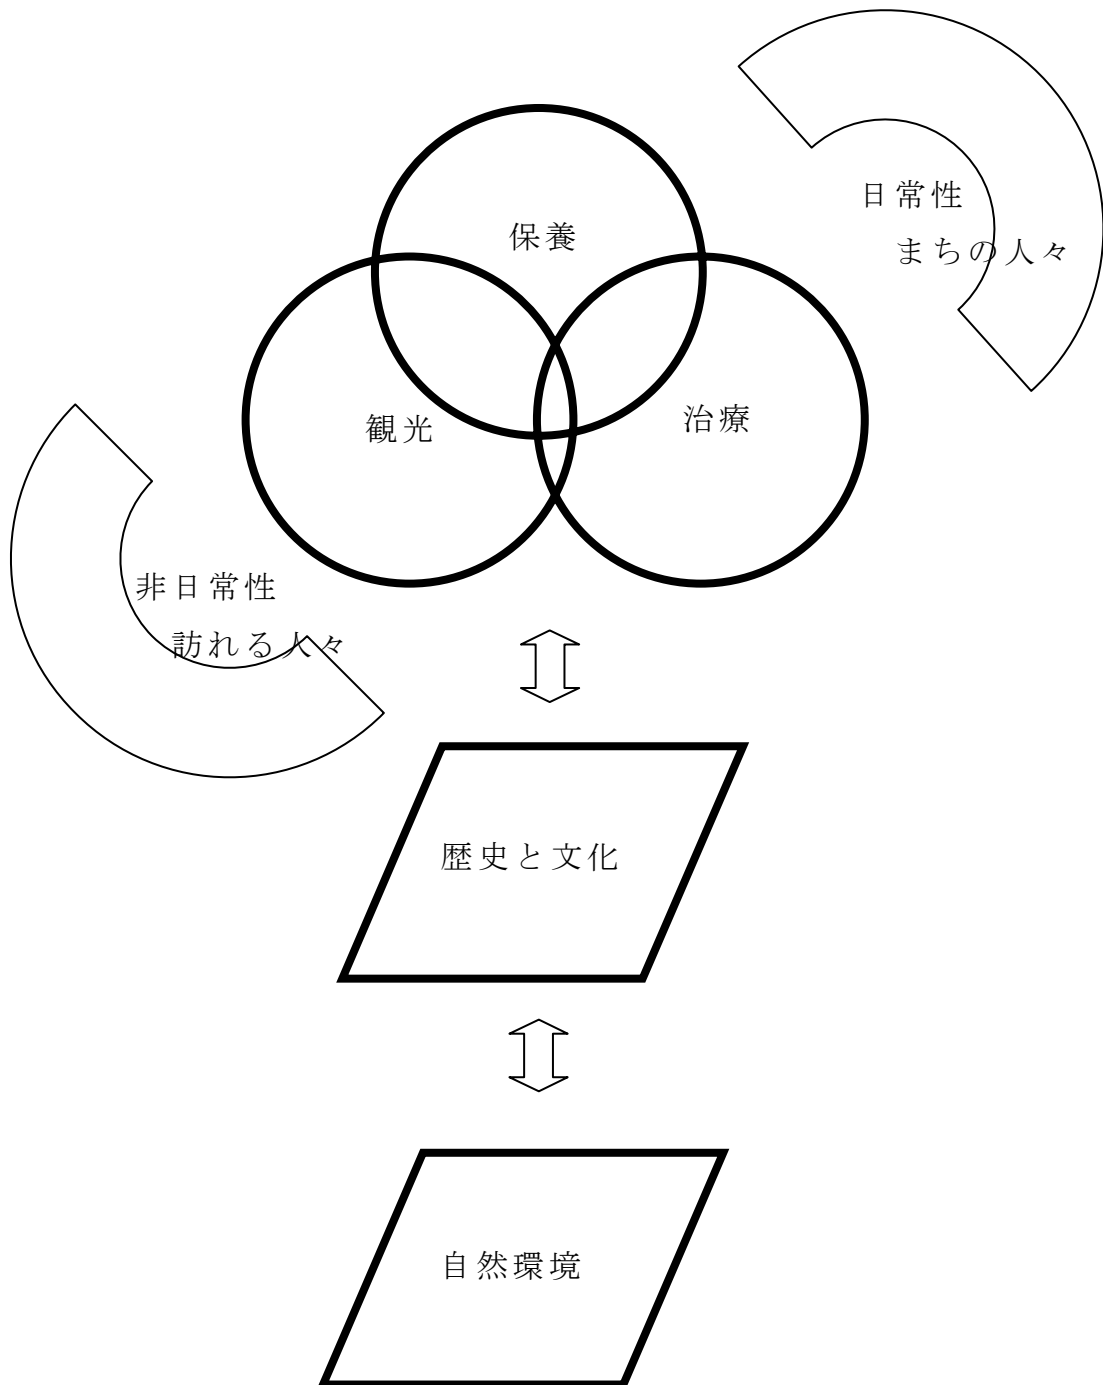 保養
日常性
まちの人々
観光
治療
非日常性
訪れる人々
歴史と文化
自然環境